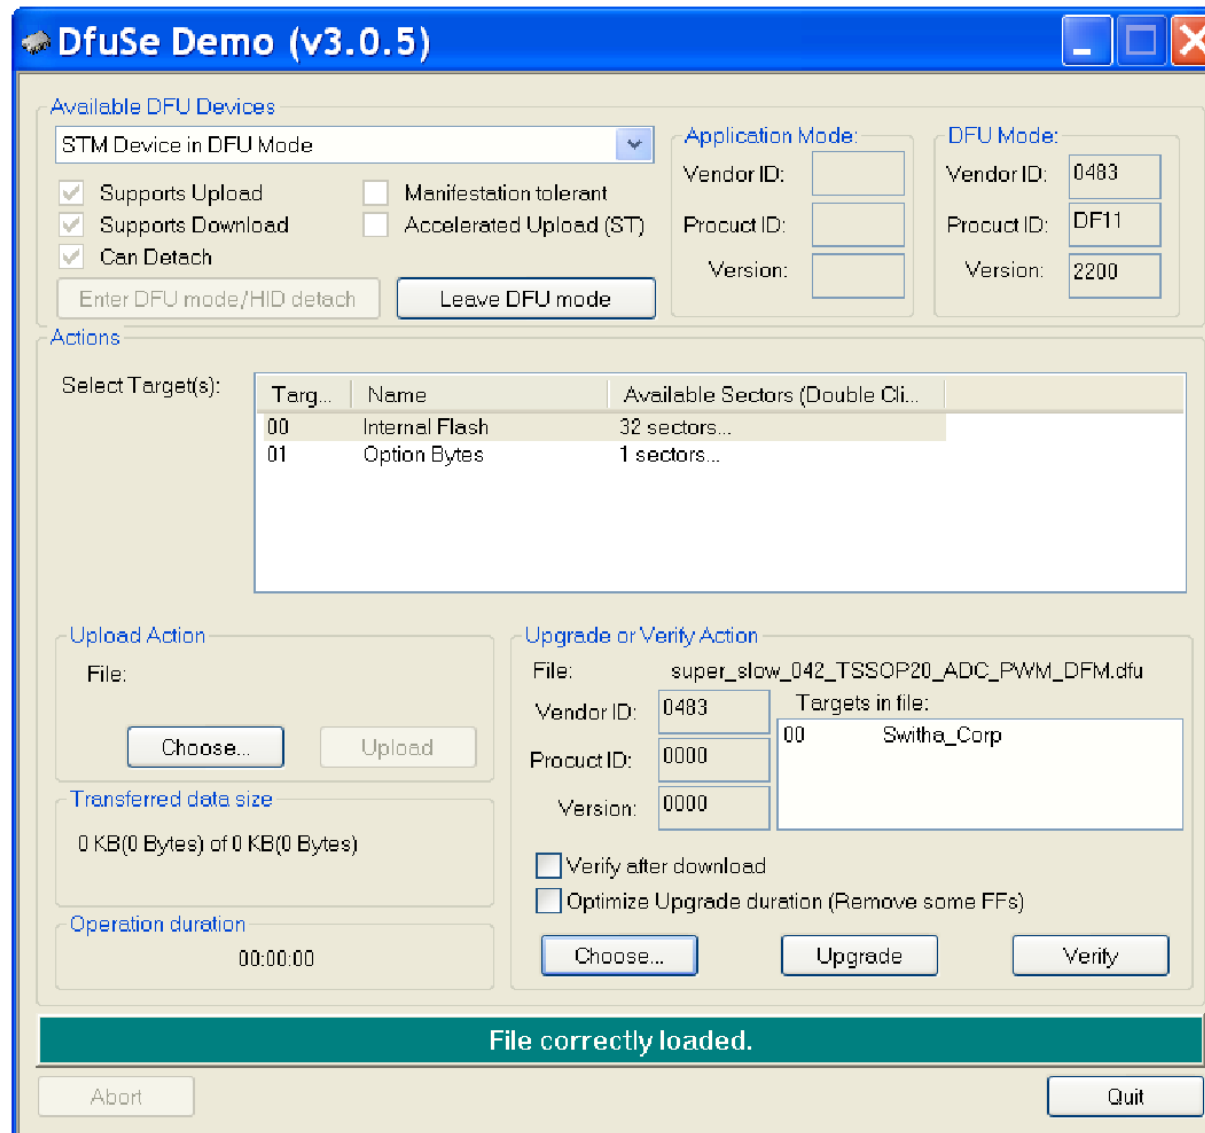 DfuSe Demo (v3.0.5)
Available DFU Devices
STM Device in DFU Mode
Supports Upload
Manifestation tolerant
Supports Download
Accelerated Upload (ST)
Can Detach
Enter DFU mode/HID detach
Leave DFU mode
Application Mode:
Vendor ID:
Procuct ID:
Version:
DFU Mode:
Vendor ID: 0483
Procuct ID: DF11
Version: 2200
Actions
Select Target(s):
Targ... Name Available Sectors (Double Cli...
00 Internal Flash 32 sectors...
01 Option Bytes 1 sectors...
Upload Action
File:
Choose... Upload
Transferred data size
0 KB(0 Bytes) of 0 KB(0 Bytes)
Operation duration
00:00:00
Upgrade or Verify Action
File: super_slow_042_TSSOP20_ADC_PWM_DFM.dfu
Vendor ID: 0483
Procuct ID: 0000
Version: 0000
Targets in file:
00 Switha_Corp
Verify after download
Optimize Upgrade duration (Remove some FFs)
Choose... Upgrade Verify
File correctly loaded.
Abort Quit